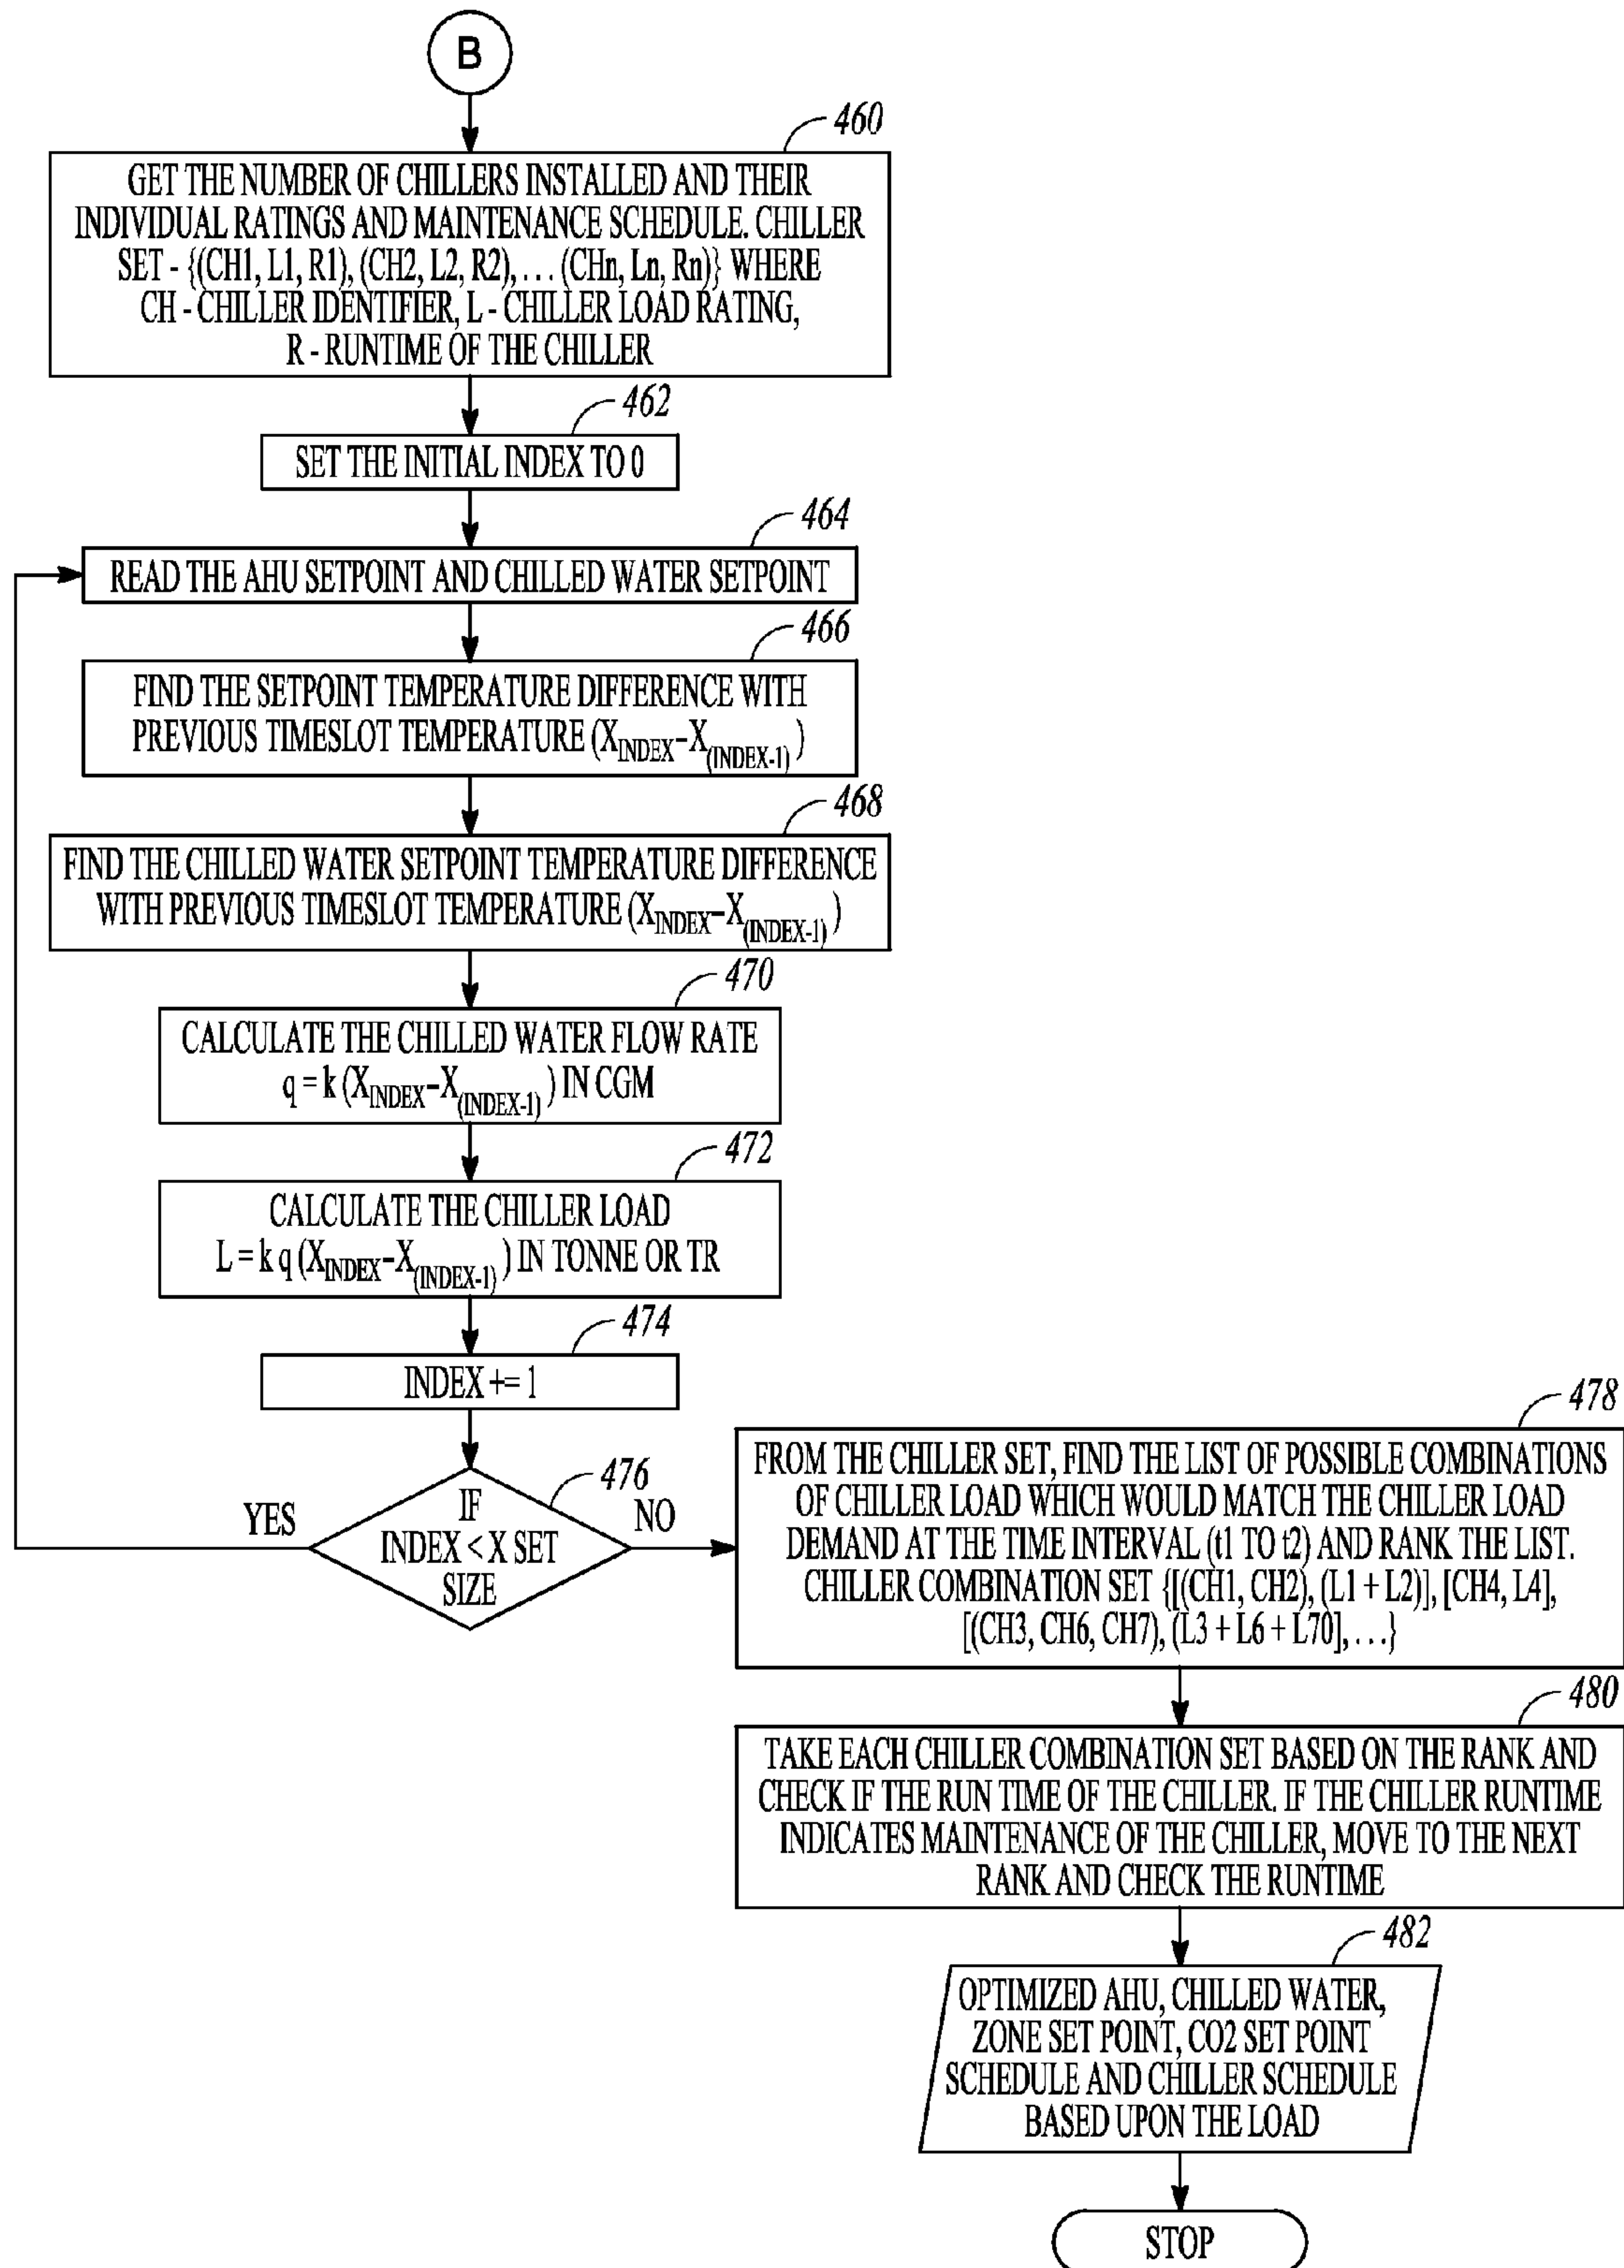 B
460
GET THE NUMBER OF CHILLERS INSTALLED AND THEIR
INDIVIDUAL RATINGS AND MAINTENANCE SCHEDULE. CHILLER
SET - {(CH1, L1, R1), (CH2, L2, R2), . . . (CHn, Ln, Rn)} WHERE
CH - CHILLER IDENTIFIER, L - CHILLER LOAD RATING,
R - RUNTIME OF THE CHILLER
462
SET THE INITIAL INDEX TO 0
464
READ THE AHU SETPOINT AND CHILLED WATER SETPOINT
466
FIND THE SETPOINT TEMPERATURE DIFFERENCE WITH
PREVIOUS TIMESLOT TEMPERATURE (X_INDEX–X_(INDEX-1))
468
FIND THE CHILLED WATER SETPOINT TEMPERATURE DIFFERENCE
WITH PREVIOUS TIMESLOT TEMPERATURE (X_INDEX–X_(INDEX-1))
470
CALCULATE THE CHILLED WATER FLOW RATE
q = k (X_INDEX–X_(INDEX-1)) IN CGM
472
CALCULATE THE CHILLER LOAD
L = k q (X_INDEX–X_(INDEX-1)) IN TONNE OR TR
474
INDEX += 1
476
IF
INDEX < X SET
SIZE
YES
NO
478
FROM THE CHILLER SET, FIND THE LIST OF POSSIBLE COMBINATIONS
OF CHILLER LOAD WHICH WOULD MATCH THE CHILLER LOAD
DEMAND AT THE TIME INTERVAL (t1 TO t2) AND RANK THE LIST.
CHILLER COMBINATION SET {[(CH1, CH2), (L1 + L2)], [CH4, L4],
[(CH3, CH6, CH7), (L3 + L6 + L70], . . .}
480
TAKE EACH CHILLER COMBINATION SET BASED ON THE RANK AND
CHECK IF THE RUN TIME OF THE CHILLER. IF THE CHILLER RUNTIME
INDICATES MAINTENANCE OF THE CHILLER, MOVE TO THE NEXT
RANK AND CHECK THE RUNTIME
482
OPTIMIZED AHU, CHILLED WATER,
ZONE SET POINT, CO2 SET POINT
SCHEDULE AND CHILLER SCHEDULE
BASED UPON THE LOAD
STOP